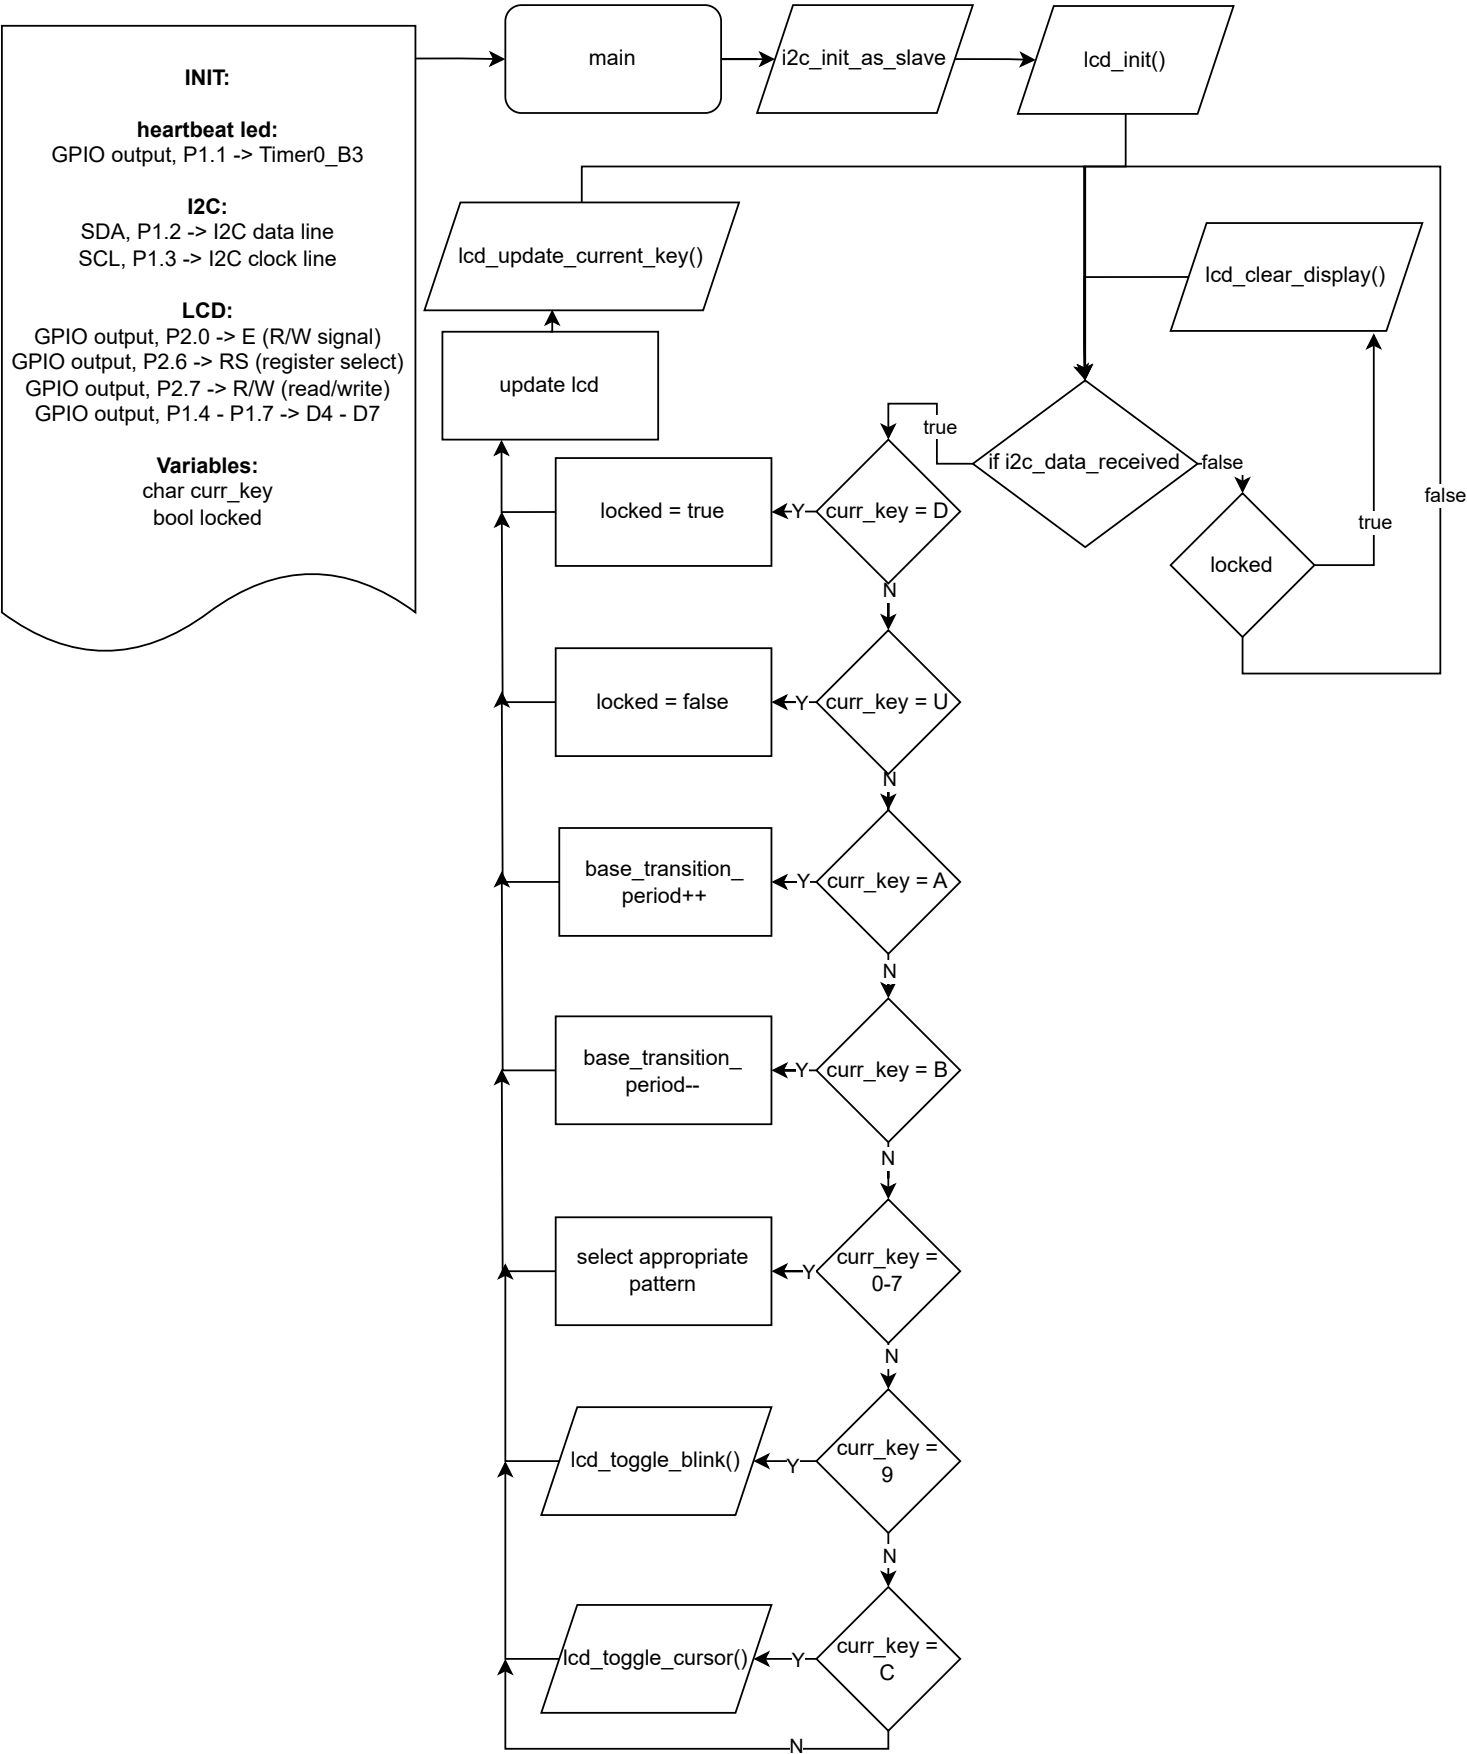 INIT:
heartbeat led:
GPIO output, P1.1 -> Timer0_B3
I2C:
SDA, P1.2 -> I2C data line
SCL, P1.3 -> I2C clock line
LCD:
GPIO output, P2.0 -> E (R/W signal)
GPIO output, P2.6 -> RS (register select)
GPIO output, P2.7 -> R/W (read/write)
GPIO output, P1.4 - P1.7 -> D4 - D7
Variables:
char curr_key
bool locked
main
i2c_init_as_slave
lcd_init()
lcd_update_current_key()
update lcd
lcd_clear_display()
if i2c_data_received
true
false
locked
true
false
curr_key = D
Y
locked = true
N
curr_key = U
Y
locked = false
N
curr_key = A
Y
base_transition_
period++
N
curr_key = B
Y
base_transition_
period--
N
curr_key =
0-7
Y
select appropriate
pattern
N
curr_key =
9
Y
lcd_toggle_blink()
N
curr_key =
C
Y
lcd_toggle_cursor()
N